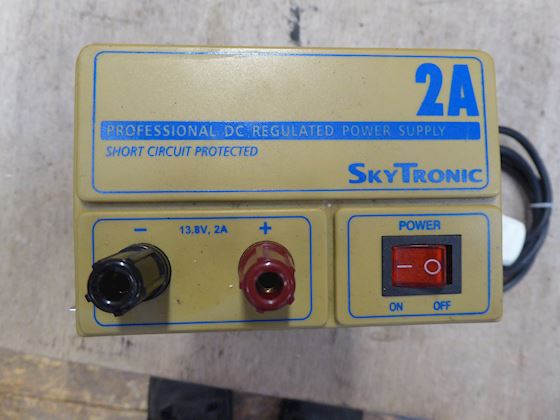 2A
PROFESSIONAL DC REGULATED POWER SUPPLY
SHORT CIRCUIT PROTECTED
SKYTRONIC
− 13.8V, 2A +
POWER
ON OFF